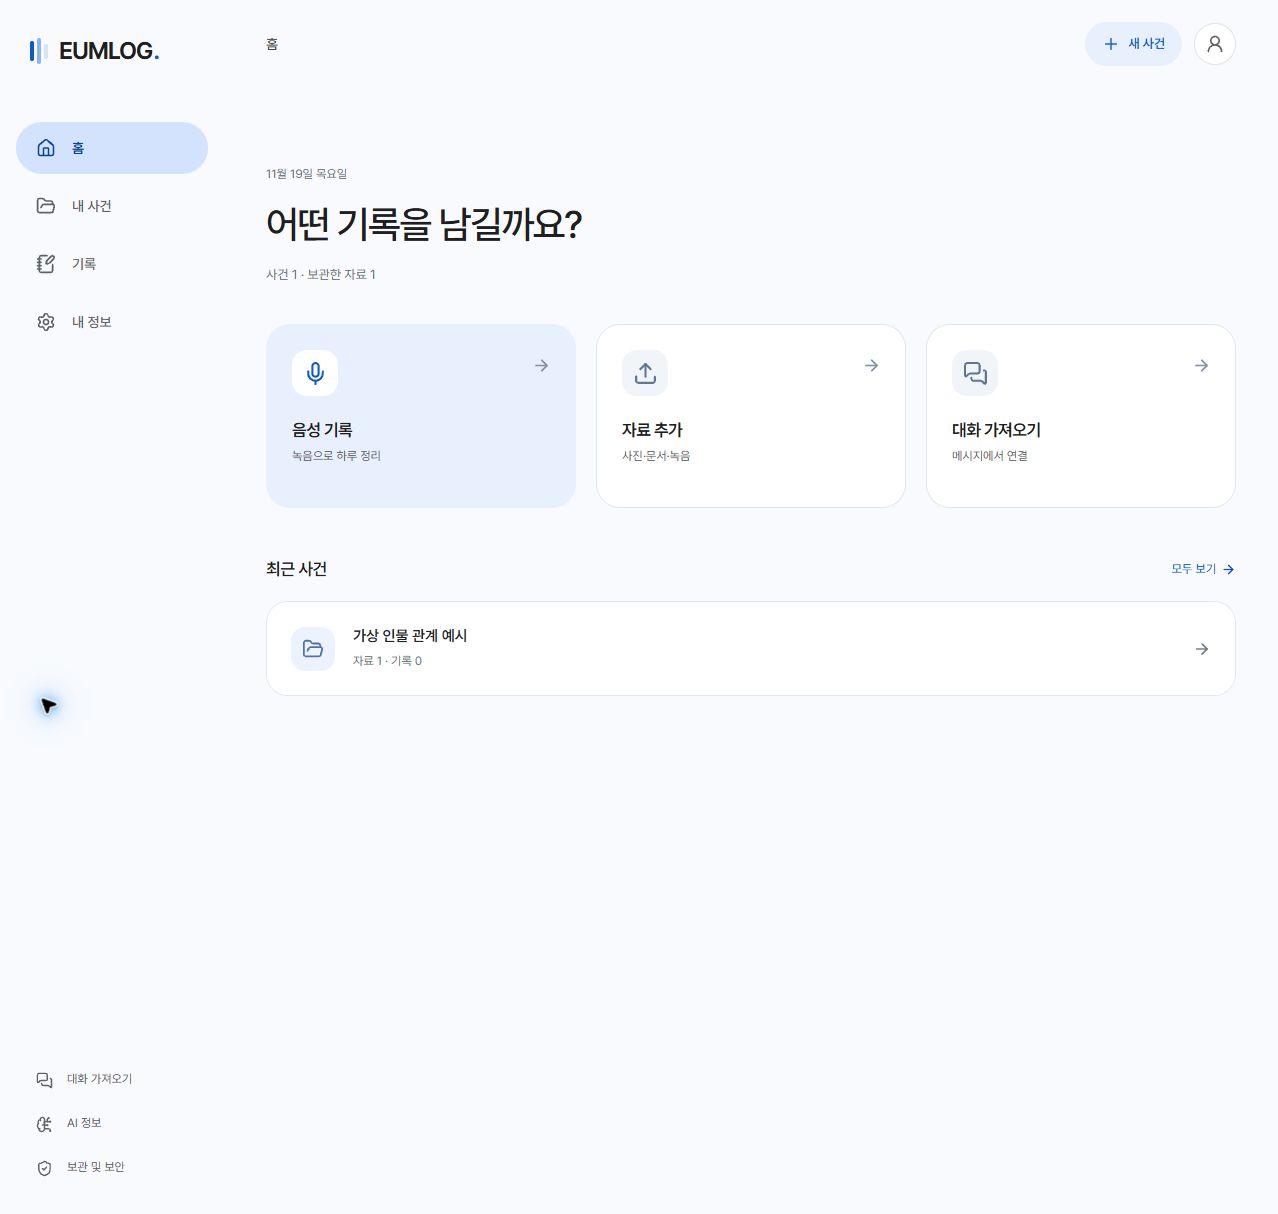 EUMLOG.
홈
새 사건
홈
내 사건
기록
내 정보
11월 19일 목요일
어떤 기록을 남길까요?
사건 1 · 보관한 자료 1
음성 기록
녹음으로 하루 정리
자료 추가
사진·문서·녹음
대화 가져오기
메시지에서 연결
최근 사건
모두 보기
가상 인물 관계 예시
자료 1 · 기록 0
대화 가져오기
AI 정보
보관 및 보안